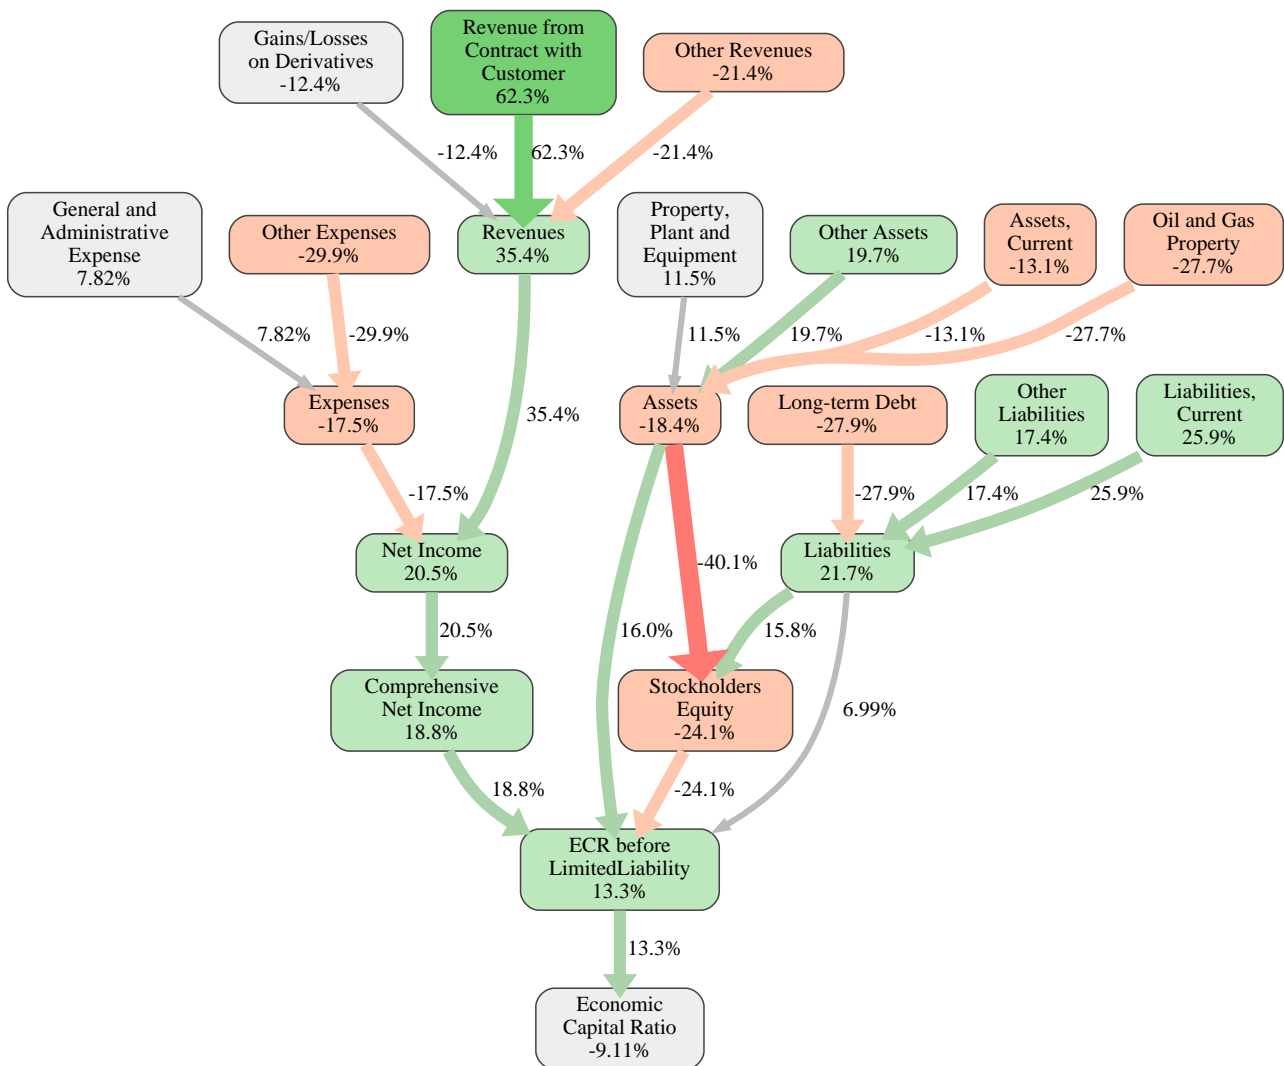 Gains/Losses
on Derivatives
-12.4%
Revenue from
Contract with
Customer
62.3%
Other Revenues
-21.4%
-12.4%
62.3%
-21.4%
General and
Administrative
Expense
7.82%
Other Expenses
-29.9%
Revenues
35.4%
Property,
Plant and
Equipment
11.5%
Other Assets
19.7%
Assets,
Current
-13.1%
Oil and Gas
Property
-27.7%
7.82%
-29.9%
11.5%
19.7%
-13.1%
-27.7%
Expenses
-17.5%
35.4%
Assets
-18.4%
Long-term Debt
-27.9%
Other
Liabilities
17.4%
Liabilities,
Current
25.9%
-17.5%
-27.9%
17.4%
25.9%
Net Income
20.5%
-40.1%
Liabilities
21.7%
20.5%
16.0%
15.8%
Comprehensive
Net Income
18.8%
Stockholders
Equity
-24.1%
6.99%
18.8%
-24.1%
ECR before
LimitedLiability
13.3%
13.3%
Economic
Capital Ratio
-9.11%